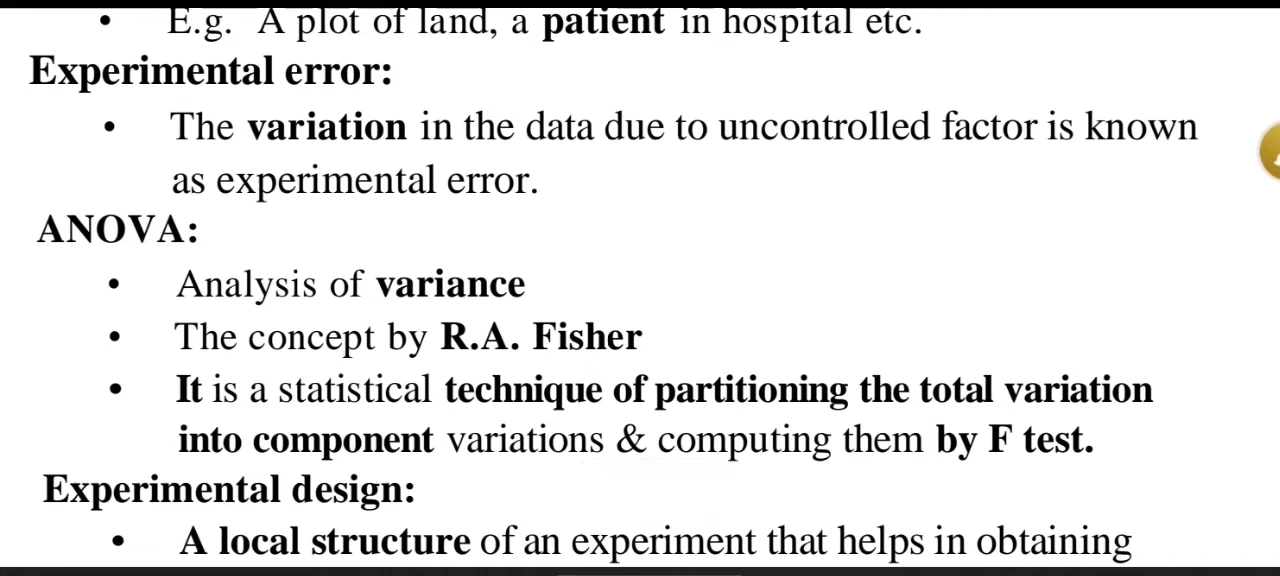 • E.g. A plot of land, a patient in hospital etc.
Experimental error:
• The variation in the data due to uncontrolled factor is known
as experimental error.
ANOVA:
• Analysis of variance
• The concept by R.A. Fisher
• It is a statistical technique of partitioning the total variation
into component variations & computing them by F test.
Experimental design:
• A local structure of an experiment that helps in obtaining